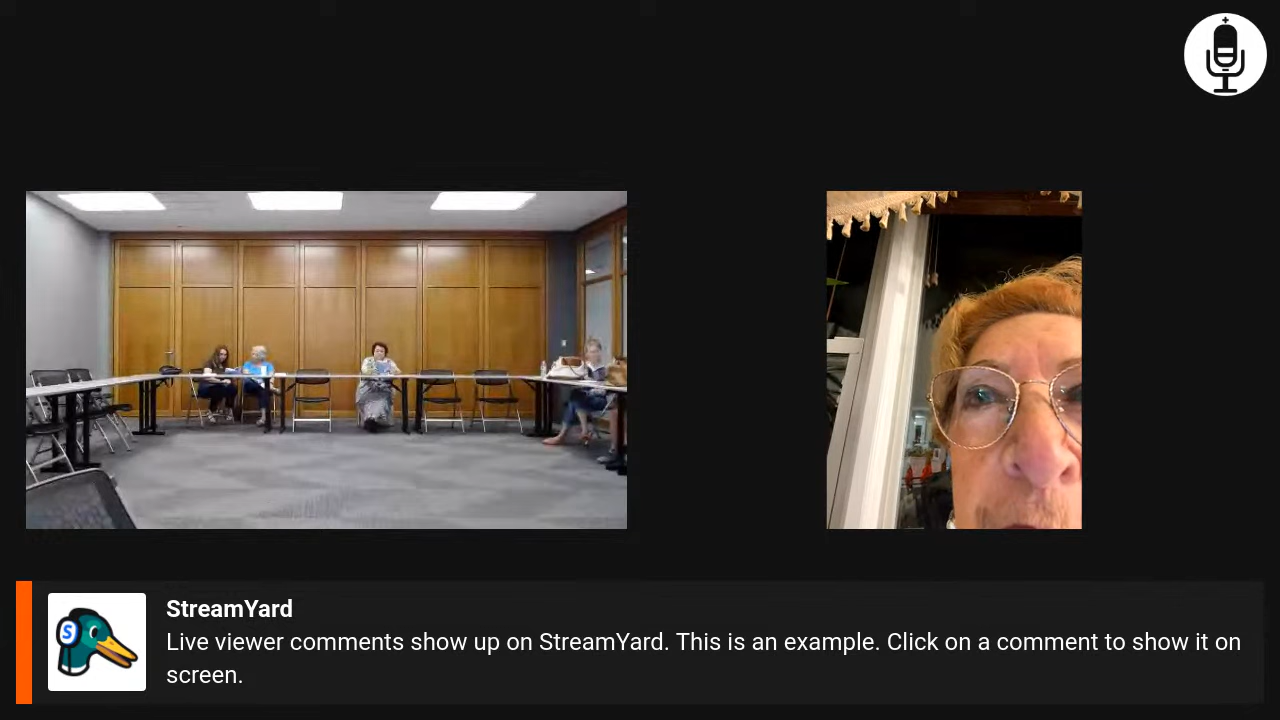 StreamYard
Live viewer comments show up on StreamYard. This is an example. Click on a comment to show it on
screen.
S